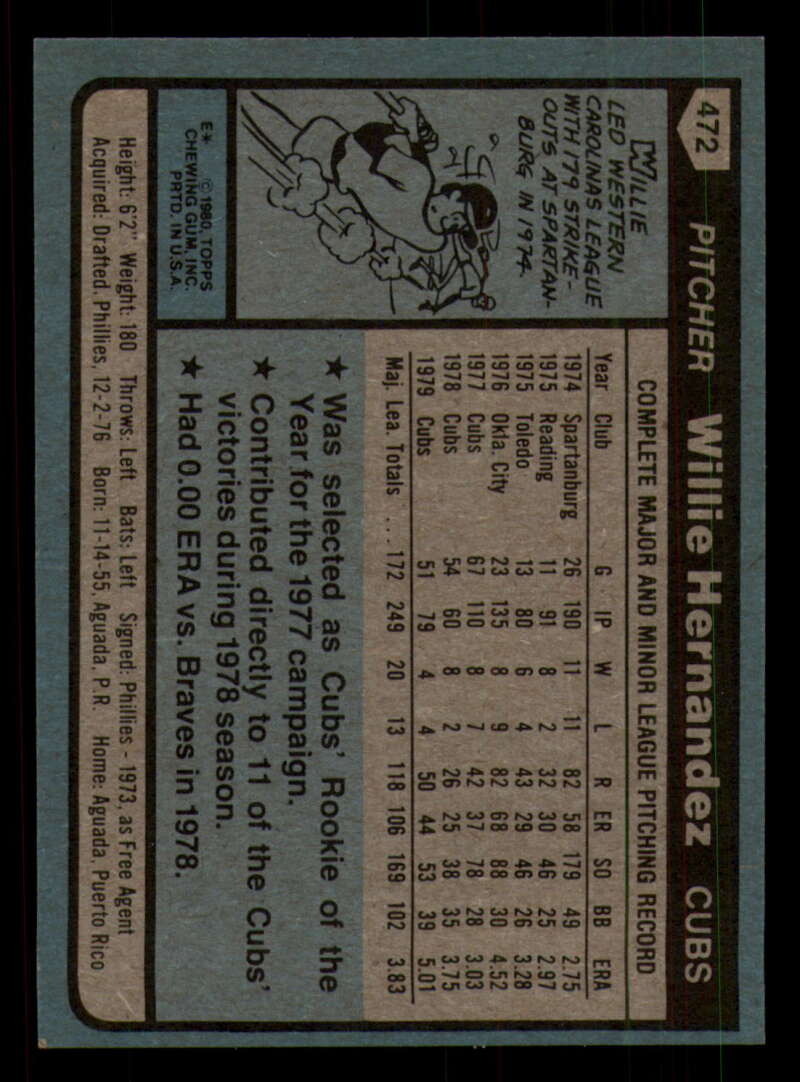 472 PITCHER Willie Hernandez CUBS
WILLIE
LED WESTERN
CAROLINAS LEAGUE
WITH 179 STRIKE-
OUTS AT SPARTAN-
BURG IN 1974.
COMPLETE MAJOR AND MINOR LEAGUE PITCHING RECORD
Year Club G IP W L R ER SO BB ERA
1974 Spartanburg 26 190 11 11 82 58 179 49 2.75
1975 Reading 11 91 8 2 32 30 46 25 2.97
1975 Toledo 13 80 6 4 43 29 46 26 3.28
1976 Okla. City 23 135 8 9 82 68 88 30 4.52
1977 Cubs 67 110 8 7 42 37 78 28 3.03
1978 Cubs 54 60 8 2 26 25 38 35 3.75
1979 Cubs 51 79 4 4 50 44 53 39 5.01
Maj. Lea. Totals ... 172 249 20 13 118 106 169 102 3.83
★ Was selected as Cubs' Rookie of the
Year for the 1977 campaign.
★ Contributed directly to 11 of the Cubs'
victories during 1978 season.
★ Had 0.00 ERA vs. Braves in 1978.
E* © 1980, TOPPS
CHEWING GUM, INC.
PRTD. IN U.S.A.
Height: 6'2" Weight: 180 Throws: Left Bats: Left Signed: Phillies - 1973, as Free Agent
Acquired: Drafted, Phillies, 12-2-76 Born: 11-14-55, Aguada, P.R. Home: Aguada, Puerto Rico